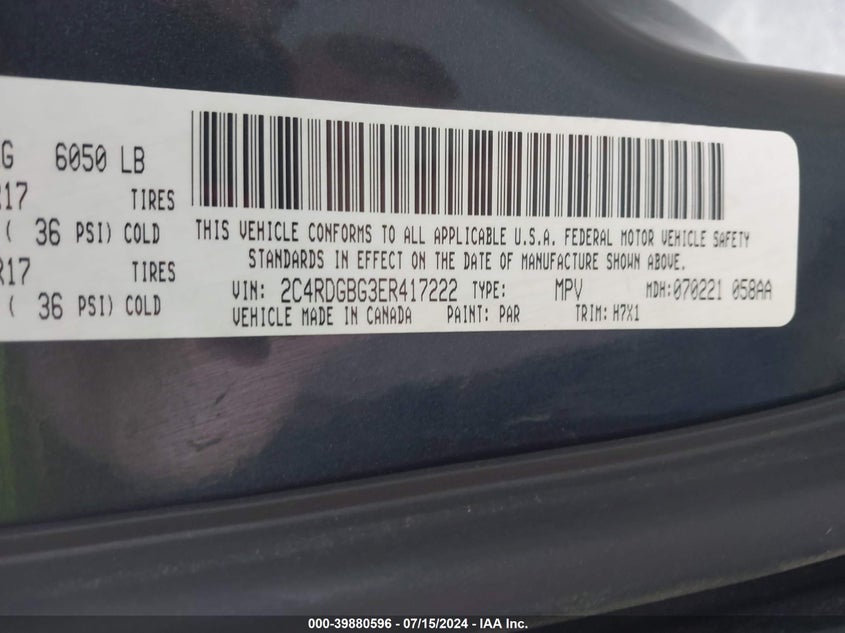 G 6050 LB
R17 TIRES
( 36 PSI) COLD
R17 TIRES
( 36 PSI) COLD
THIS VEHICLE CONFORMS TO ALL APPLICABLE U.S.A. FEDERAL MOTOR VEHICLE SAFETY
STANDARDS IN EFFECT ON THE DATE OF MANUFACTURE SHOWN ABOVE.
VIN: 2C4RDGBG3ER417222 TYPE: MPV MDH:070221 058AA
VEHICLE MADE IN CANADA PAINT: PAR TRIM: H7X1
000-39880596 - 07/15/2024 - IAA Inc.